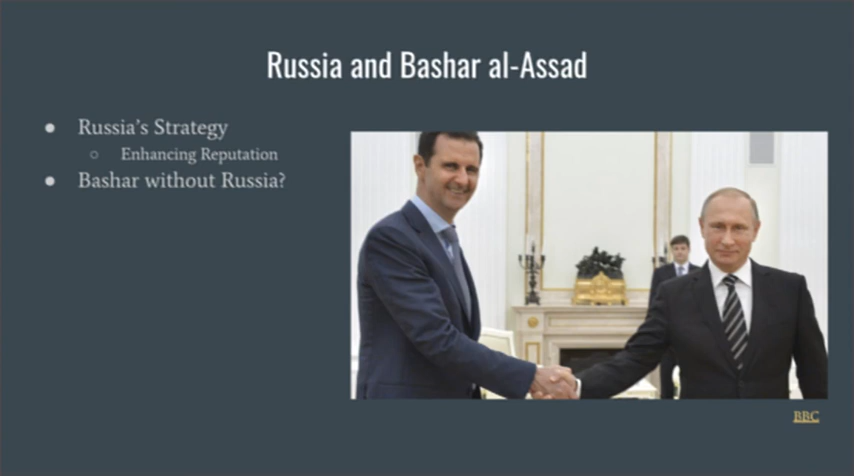 Russia and Bashar al-Assad
● Russia's Strategy
○ Enhancing Reputation
● Bashar without Russia?
BBC